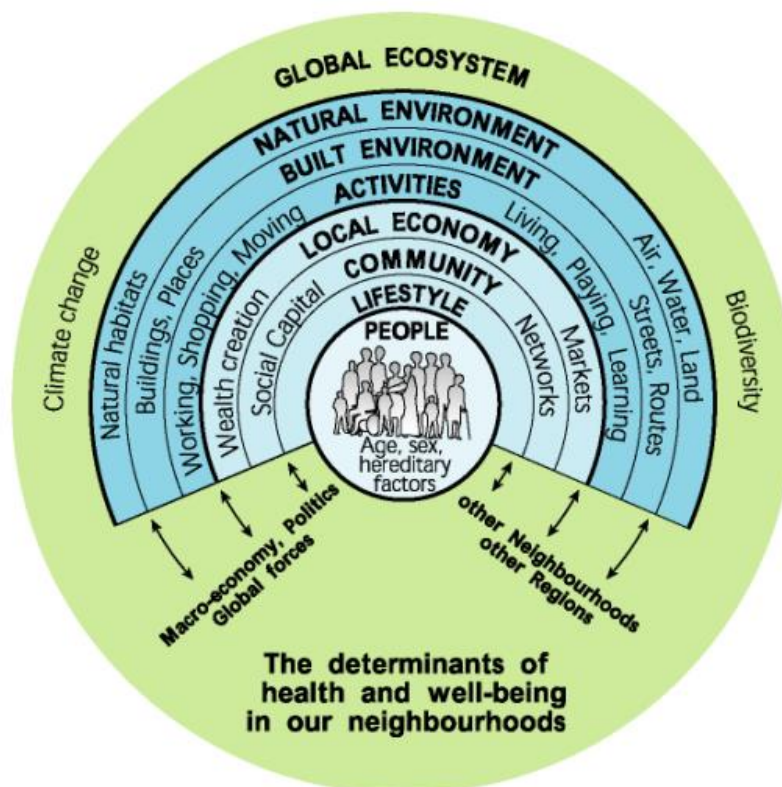 GLOBAL ECOSYSTEM
NATURAL ENVIRONMENT
BUILT ENVIRONMENT
ACTIVITIES
LOCAL ECONOMY
COMMUNITY
LIFESTYLE
PEOPLE
Age, sex,
hereditary
factors
Climate change
Natural habitats
Buildings, Places
Working, Shopping, Moving
Wealth creation
Social Capital
Networks
Markets
Living, Playing, Learning
Streets, Routes
Air, Water, Land
Biodiversity
Macro-economy, Politics
Global forces
other Neighbourhoods
other Regions
The determinants of
health and well-being
in our neighbourhoods